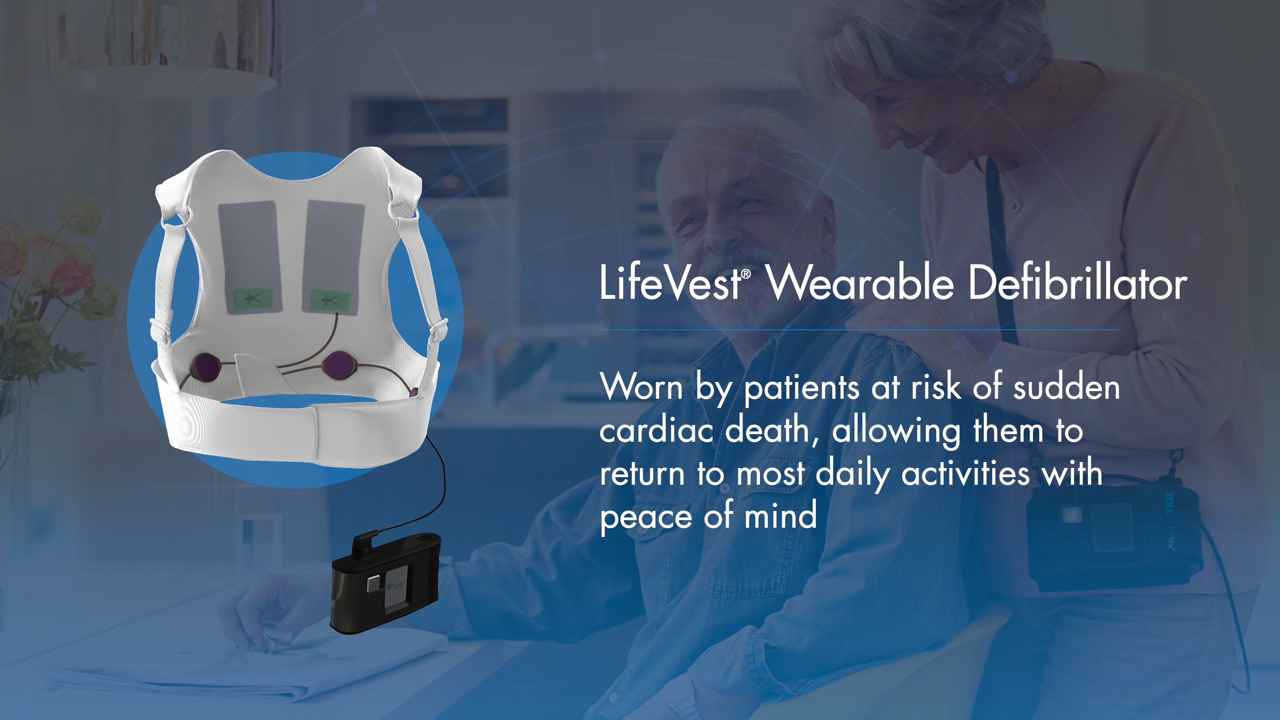 LifeVest® Wearable Defibrillator
Worn by patients at risk of sudden
cardiac death, allowing them to
return to most daily activities with
peace of mind
ZOLL